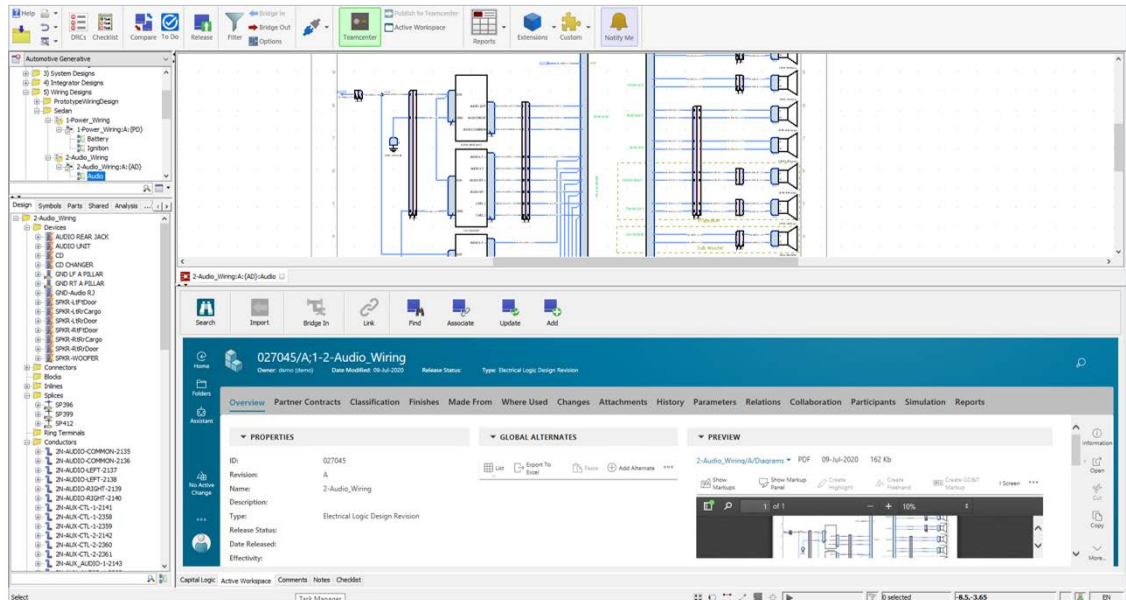 Help
DRCs Checklist
Compare To Do
Release
Filter
Bridge In
Bridge Out
Options
Teamcenter
Publish to Teamcenter
Active Workspace
Reports
Extensions
Custom
Notify Me
Automotive Generative
3) System Designs
4) Integrator Designs
5) Wiring Designs
PrototypeWiringDesign
Sedan
1-Power_Wiring
1-Power_Wiring:A:{PD}
Battery
Ignition
2-Audio_Wiring
2-Audio_Wiring:A:{AD}
Audio
Design Symbols Parts Shared Analysis ...
2-Audio_Wiring
Devices
AUDIO REAR JACK
AUDIO UNIT
CD
CD CHANGER
GND LF A PILLAR
GND RT A PILLAR
GND-Audio RJ
SPKR-LtFtDoor
SPKR-LtRrCargo
SPKR-LtRrDoor
SPKR-RtFtDoor
SPKR-RtRrCargo
SPKR-RtRrDoor
SPKR-WOOFER
Connectors
Blocks
Inlines
Splices
SP396
SP399
SP412
Ring Terminals
Conductors
2N-AUDIO-COMMON-2135
2N-AUDIO-COMMON-2136
2N-AUDIO-LEFT-2137
2N-AUDIO-LEFT-2138
2N-AUDIO-RIGHT-2139
2N-AUDIO-RIGHT-2140
2N-AUX-CTL-1-2141
2N-AUX-CTL-1-2358
2N-AUX-CTL-1-2359
2N-AUX-CTL-2-2142
2N-AUX-CTL-2-2360
2N-AUX-CTL-2-2361
2N-AUX_AUDIO-1-2143
2-Audio_Wiring:A:{AD}:Audio
Search
Import
Bridge In
Link
Find
Associate
Update
Add
Home
Folders
Assistant
No Active
Change
027045/A;1-2-Audio_Wiring
Owner: demo (demo) Date Modified: 09-Jul-2020 Release Status: Type: Electrical Logic Design Revision
Overview Partner Contracts Classification Finishes Made From Where Used Changes Attachments History Parameters Relations Collaboration Participants Simulation Reports
PROPERTIES
ID: 027045
Revision: A
Name: 2-Audio_Wiring
Description:
Type: Electrical Logic Design Revision
Release Status:
Date Released:
Effectivity:
GLOBAL ALTERNATES
List
Export To
Excel
Paste
Add Alternate
PREVIEW
2-Audio_Wiring/A/Diagrams PDF 09-Jul-2020 162 Kb
Show
Markups
Show Markup
Panel
Create
Highlight
Create
Freehand
Create GD&T
Markup
1 Screen
1 of 1
10%
Information
Open
Cut
Copy
More...
Capital Logic Active Workspace Comments Notes Checklist
Select
Task Manager
0 selected
-8.5,-3.65
EN